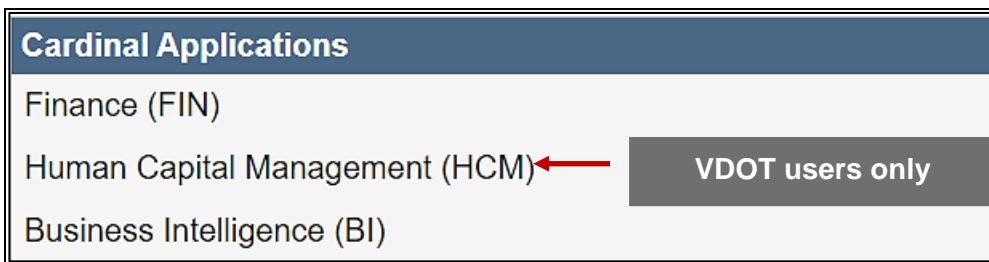 Cardinal Applications
Finance (FIN)
Human Capital Management (HCM)
VDOT users only
Business Intelligence (BI)